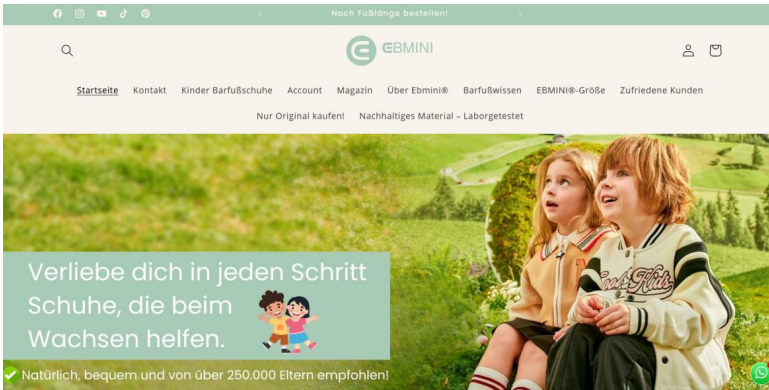 Nach Fußlänge bestellen!
EBMINI
Startseite Kontakt Kinder Barfußschuhe Account Magazin Über Ebmini® Barfußwissen EBMINI®-Größe Zufriedene Kunden
Nur Original kaufen! Nachhaltiges Material – Laborgetestet
Verliebe dich in jeden Schritt
Schuhe, die beim
Wachsen helfen.
Natürlich, bequem und von über 250.000 Eltern empfohlen!